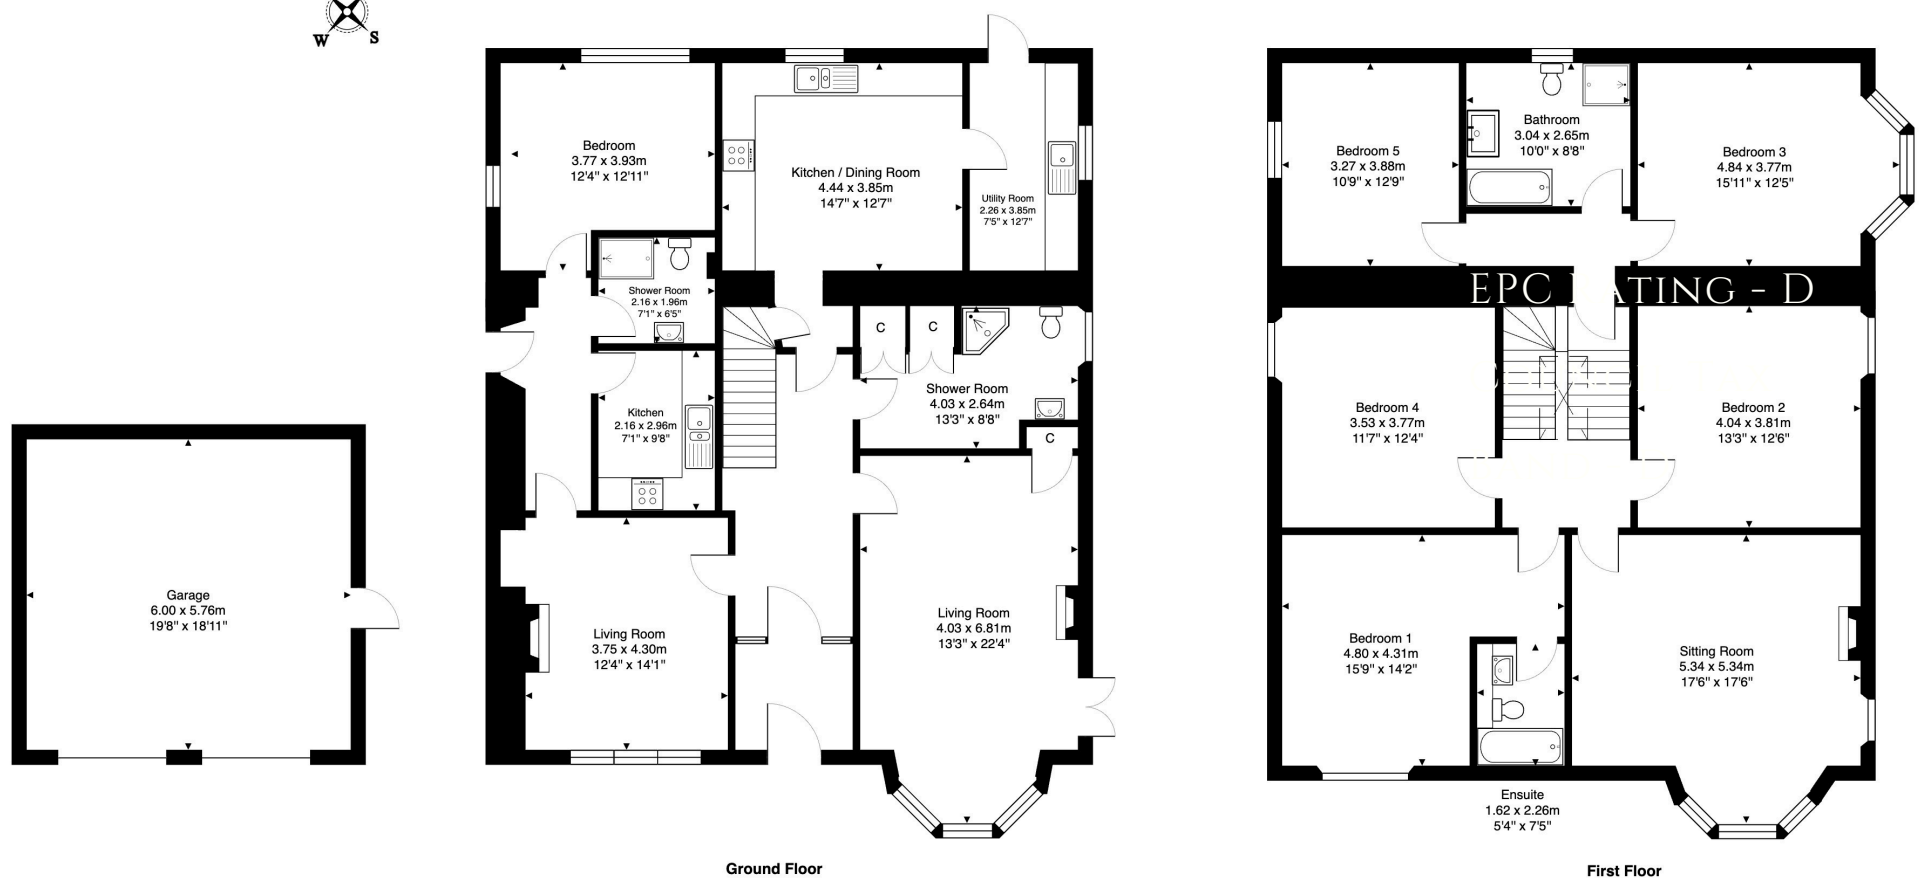 W
S
Garage
6.00 x 5.76m
19'8" x 18'11"
Bedroom
3.77 x 3.93m
12'4" x 12'11"
Kitchen / Dining Room
4.44 x 3.85m
14'7" x 12'7"
Utility Room
2.26 x 3.85m
7'5" x 12'7"
Shower Room
2.16 x 1.96m
7'1" x 6'5"
C
C
Shower Room
4.03 x 2.64m
13'3" x 8'8"
Kitchen
2.16 x 2.96m
7'1" x 9'8"
C
Living Room
3.75 x 4.30m
12'4" x 14'1"
Living Room
4.03 x 6.81m
13'3" x 22'4"
Ground Floor
Bedroom 5
3.27 x 3.88m
10'9" x 12'9"
Bathroom
3.04 x 2.65m
10'0" x 8'8"
Bedroom 3
4.84 x 3.77m
15'11" x 12'5"
EPC RATING - D
Bedroom 4
3.53 x 3.77m
11'7" x 12'4"
Bedroom 2
4.04 x 3.81m
13'3" x 12'6"
Bedroom 1
4.80 x 4.31m
15'9" x 14'2"
Sitting Room
5.34 x 5.34m
17'6" x 17'6"
Ensuite
1.62 x 2.26m
5'4" x 7'5"
First Floor